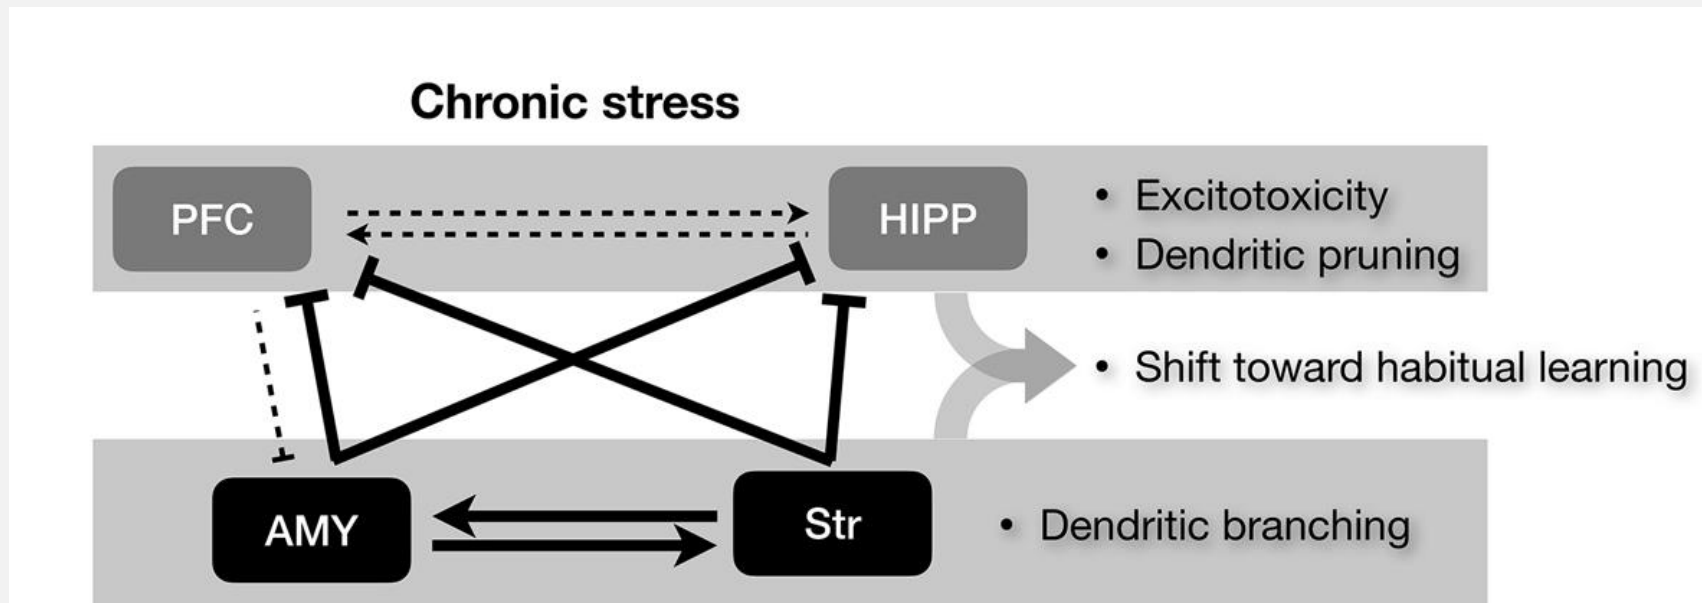 Chronic stress
PFC
HIPP
• Excitotoxicity
• Dendritic pruning
• Shift toward habitual learning
AMY
Str
• Dendritic branching